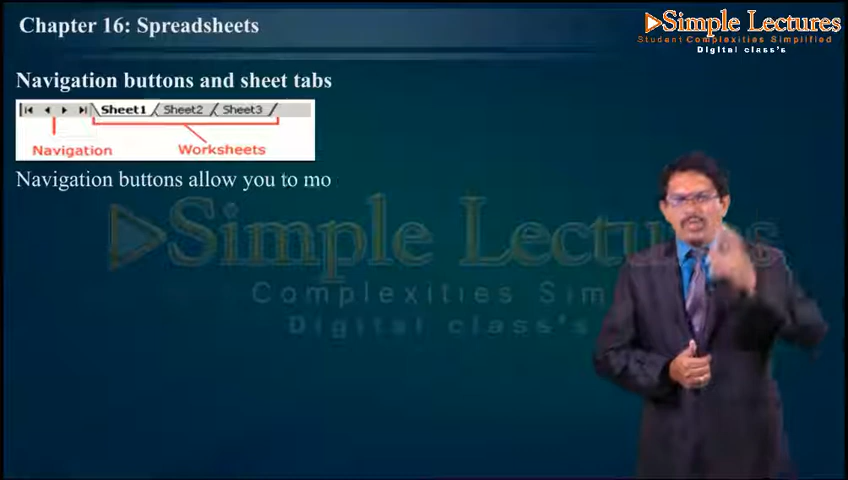 Chapter 16: Spreadsheets
Simple Lectures
Student Complexities Simplified
Digital class's
Navigation buttons and sheet tabs
Sheet1 Sheet2 Sheet3
Navigation Worksheets
Navigation buttons allow you to mo
Simple Lectures
Complexities Sim
Digital class's